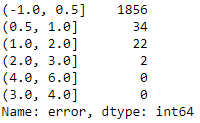 (-1.0, 0.5]    1856
(0.5, 1.0]       34
(1.0, 2.0]       22
(2.0, 3.0]        2
(4.0, 6.0]        0
(3.0, 4.0]        0
Name: error, dtype: int64